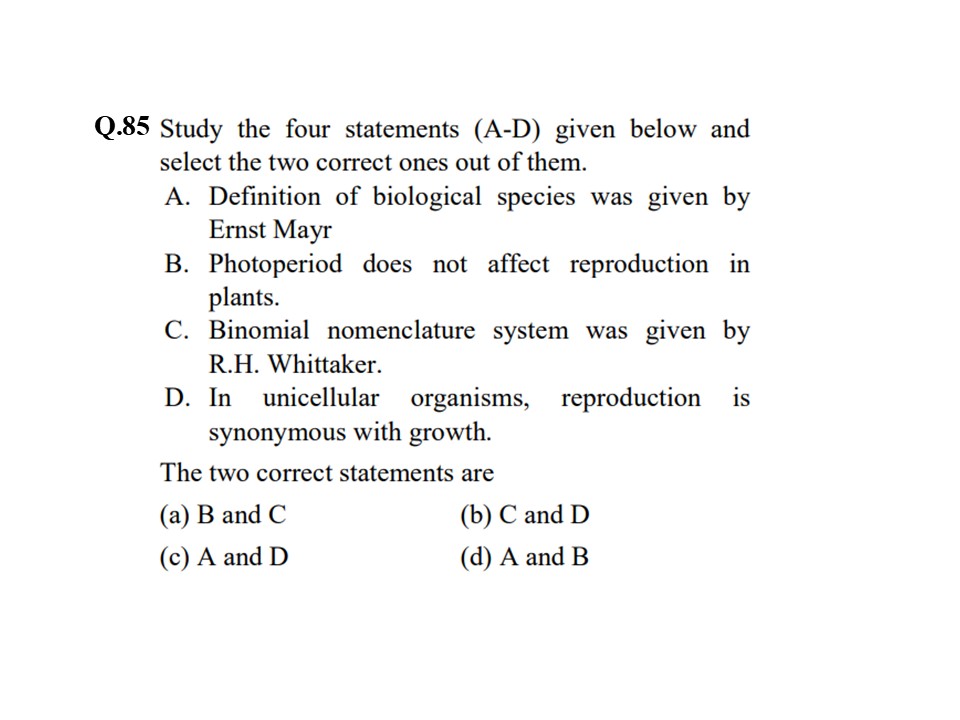 Q.85 Study the four statements (A-D) given below and
select the two correct ones out of them.
A. Definition of biological species was given by
Ernst Mayr
B. Photoperiod does not affect reproduction in
plants.
C. Binomial nomenclature system was given by
R.H. Whittaker.
D. In unicellular organisms, reproduction is
synonymous with growth.
The two correct statements are
(a) B and C (b) C and D
(c) A and D (d) A and B